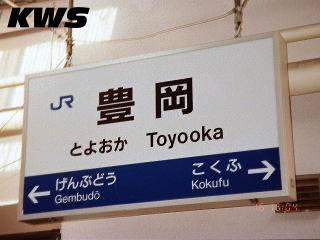 KWS
JR 豊岡
とよおか Toyooka
げんぶどう こくふ
← Gembudō Kokufu →